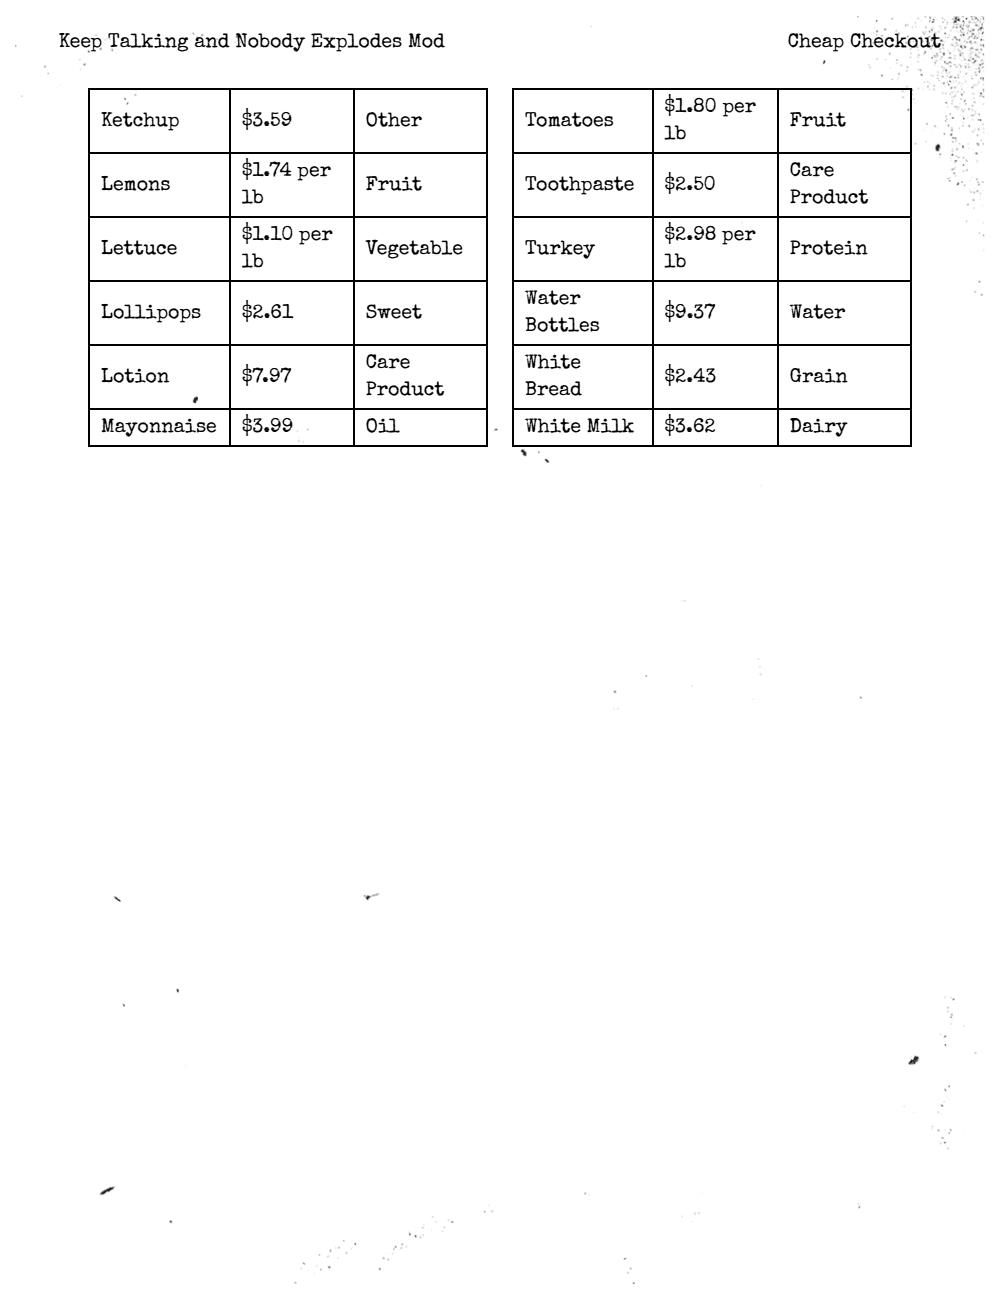 Keep Talking and Nobody Explodes Mod
Cheap Checkout
Ketchup $3.59 Other
Lemons $1.74 per lb Fruit
Lettuce $1.10 per lb Vegetable
Lollipops $2.61 Sweet
Lotion $7.97 Care Product
Mayonnaise $3.99 Oil
Tomatoes $1.80 per lb Fruit
Toothpaste $2.50 Care Product
Turkey $2.98 per lb Protein
Water Bottles $9.37 Water
White Bread $2.43 Grain
White Milk $3.62 Dairy